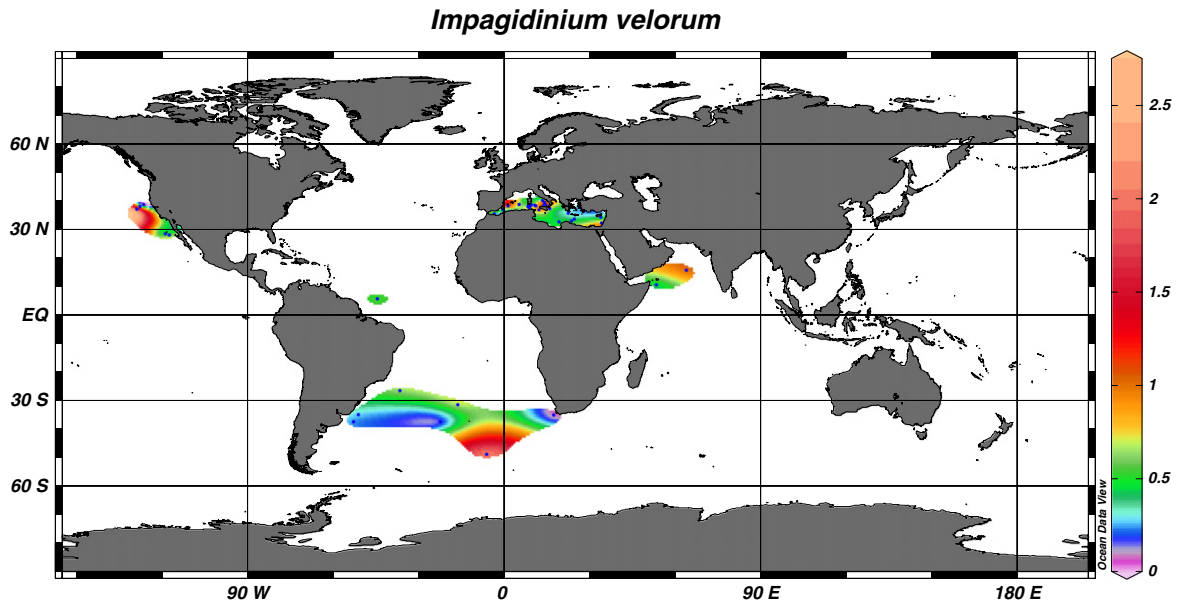 Impagidinium velorum
60 N
30 N
EQ
30 S
60 S
90 W
0
90 E
180 E
2.5
2
1.5
1
0.5
0
Ocean Data View